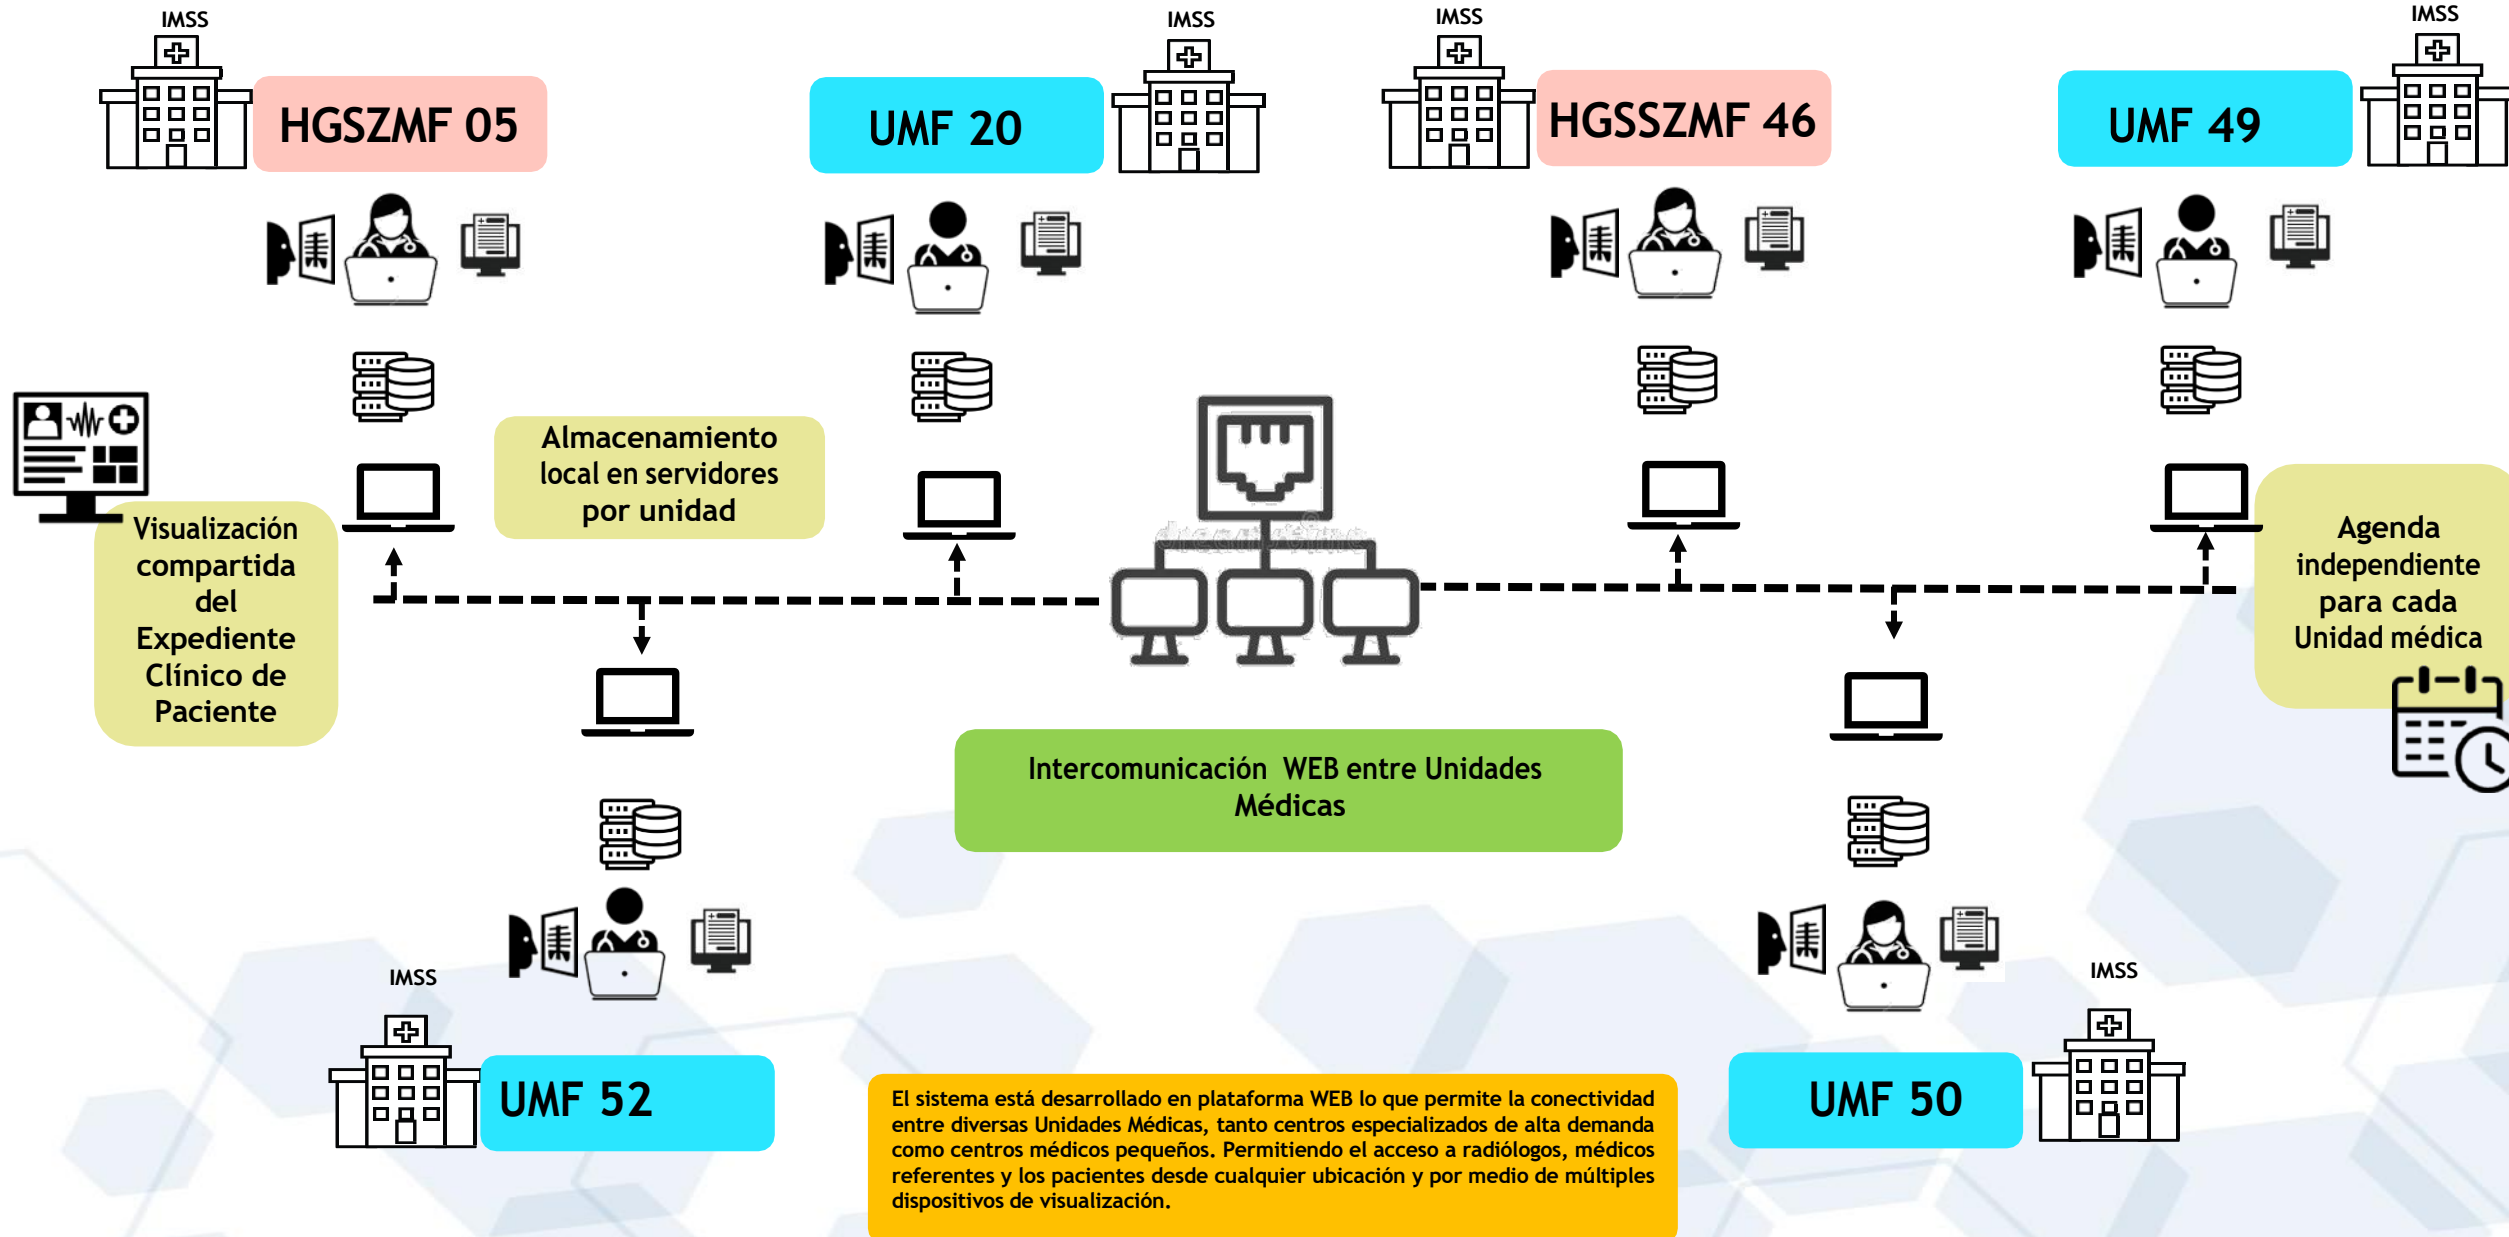 IMSS
HGSZMF 05
UMF 20
IMSS
IMSS
HGSSZMF 46
UMF 49
IMSS
Visualización
compartida
del
Expediente
Clínico de
Paciente
Almacenamiento
local en servidores
por unidad
dreamstime
Agenda
independiente
para cada
Unidad médica
Intercomunicación WEB entre Unidades
Médicas
IMSS
UMF 52
El sistema está desarrollado en plataforma WEB lo que permite la conectividad
entre diversas Unidades Médicas, tanto centros especializados de alta demanda
como centros médicos pequeños. Permitiendo el acceso a radiólogos, médicos
referentes y los pacientes desde cualquier ubicación y por medio de múltiples
dispositivos de visualización.
UMF 50
IMSS